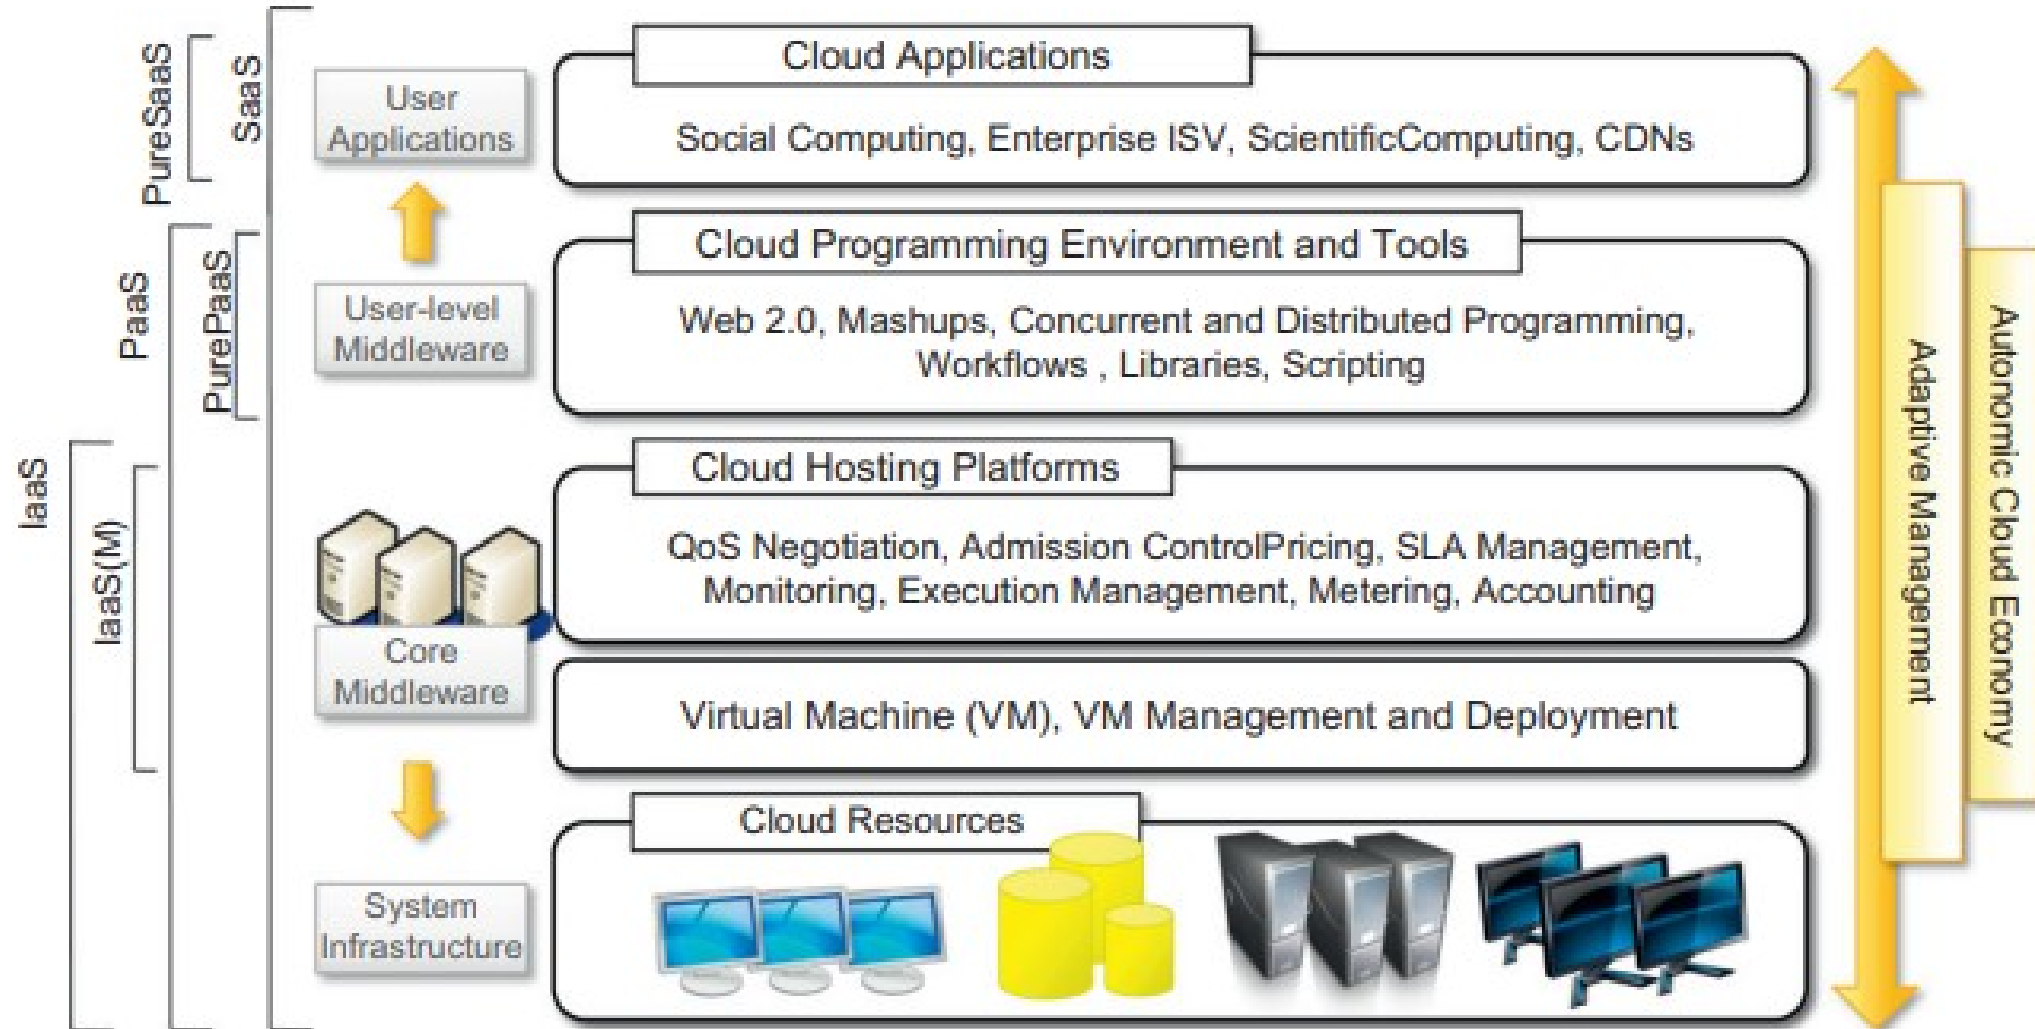 PureSaaS
SaaS
User
Applications
Cloud Applications
Social Computing, Enterprise ISV, ScientificComputing, CDNs
PaaS
PurePaaS
User-level
Middleware
Cloud Programming Environment and Tools
Web 2.0, Mashups, Concurrent and Distributed Programming,
Workflows , Libraries, Scripting
IaaS
IaaS(M)
Core
Middleware
Cloud Hosting Platforms
QoS Negotiation, Admission ControlPricing, SLA Management,
Monitoring, Execution Management, Metering, Accounting
Virtual Machine (VM), VM Management and Deployment
System
Infrastructure
Cloud Resources
Adaptive Management
Autonomic Cloud Economy